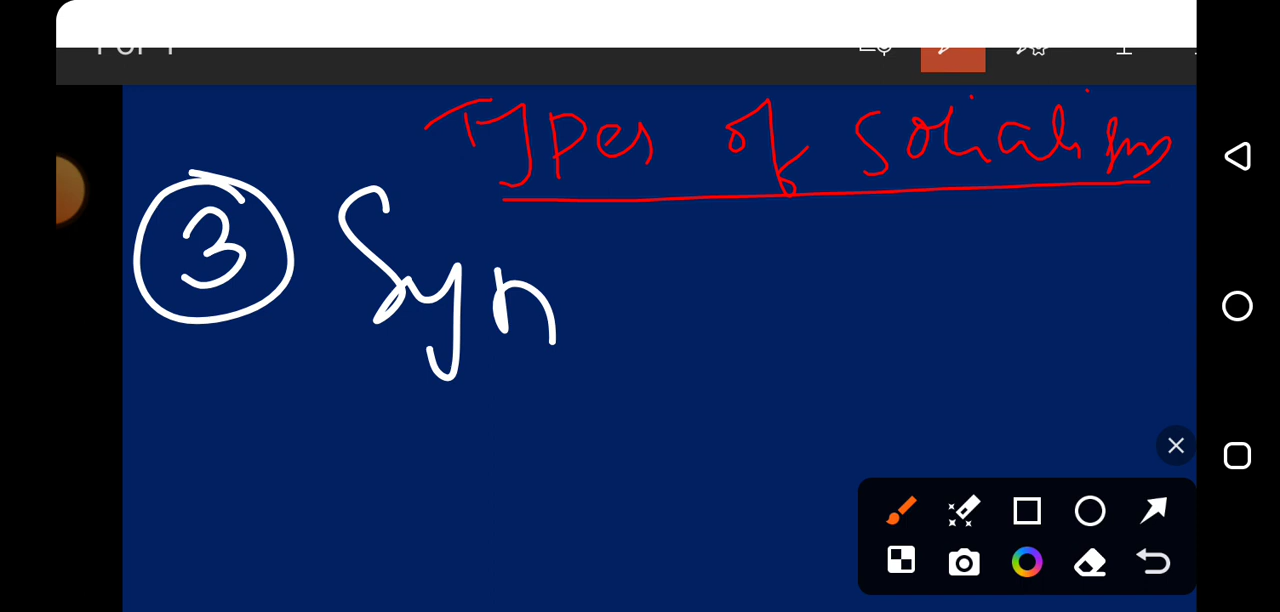 Types of Socialism
③ Syn